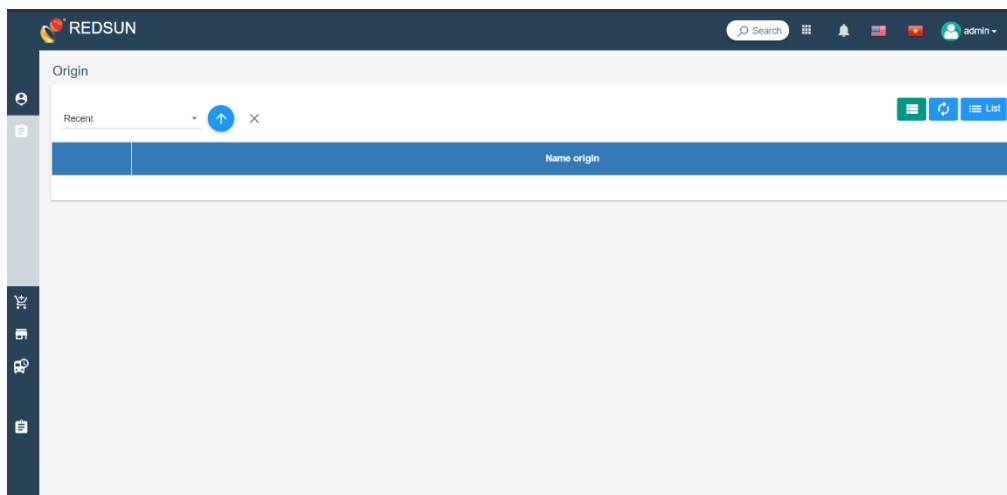 REDSUN
Search
admin
Origin
Recent
List
Name origin